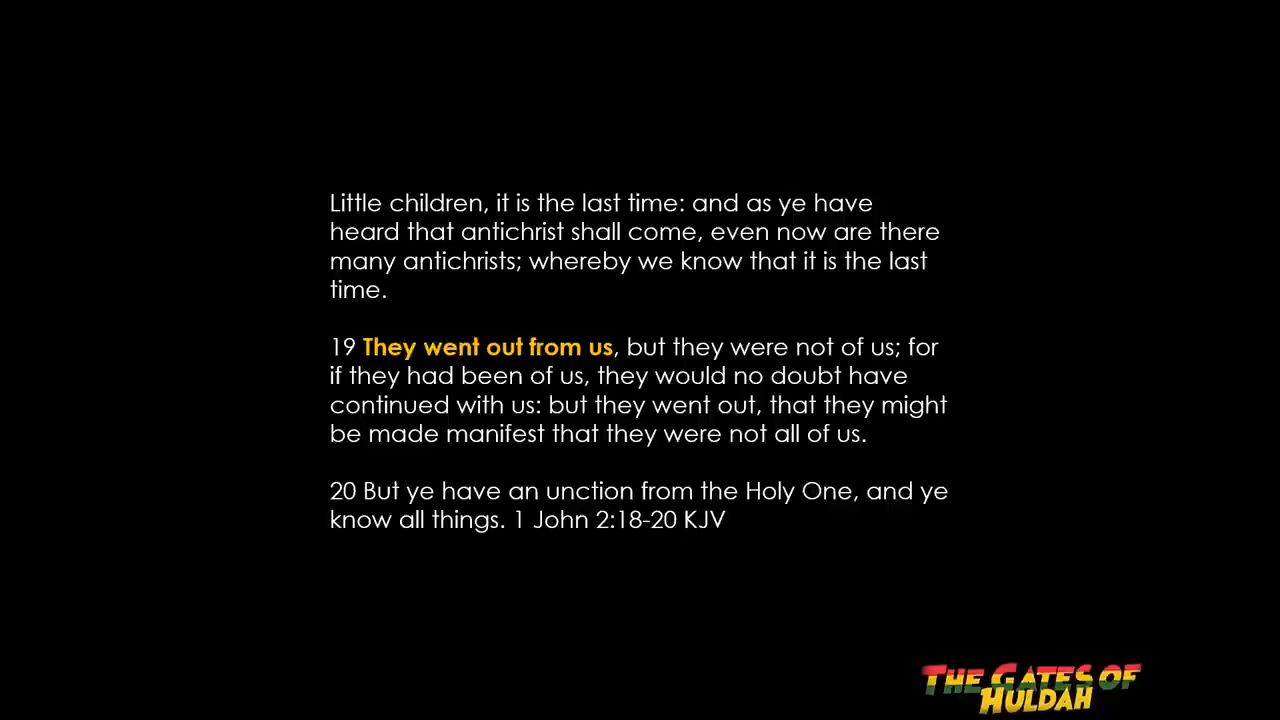 Little children, it is the last time: and as ye have
heard that antichrist shall come, even now are there
many antichrists; whereby we know that it is the last
time.
19 They went out from us, but they were not of us; for
if they had been of us, they would no doubt have
continued with us: but they went out, that they might
be made manifest that they were not all of us.
20 But ye have an unction from the Holy One, and ye
know all things. 1 John 2:18-20 KJV
THE GATES OF
HULDAH